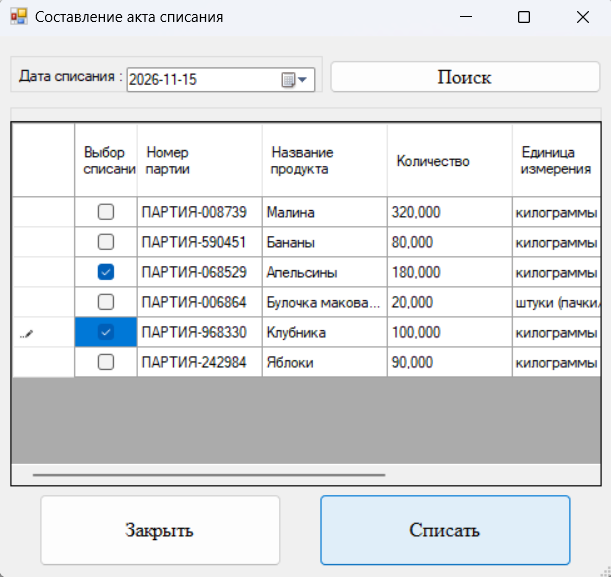 Составление акта списания
Дата списания : 2026-11-15 Поиск
Выбор списани Номер партии Название продукта Количество Единица измерения
ПАРТИЯ-008739 Малина 320,000 килограммы
ПАРТИЯ-590451 Бананы 80,000 килограммы
ПАРТИЯ-068529 Апельсины 180,000 килограммы
ПАРТИЯ-006864 Булочка макова... 20,000 штуки (пачки/
ПАРТИЯ-968330 Клубника 100,000 килограммы
ПАРТИЯ-242984 Яблоки 90,000 килограммы
Закрыть Списать